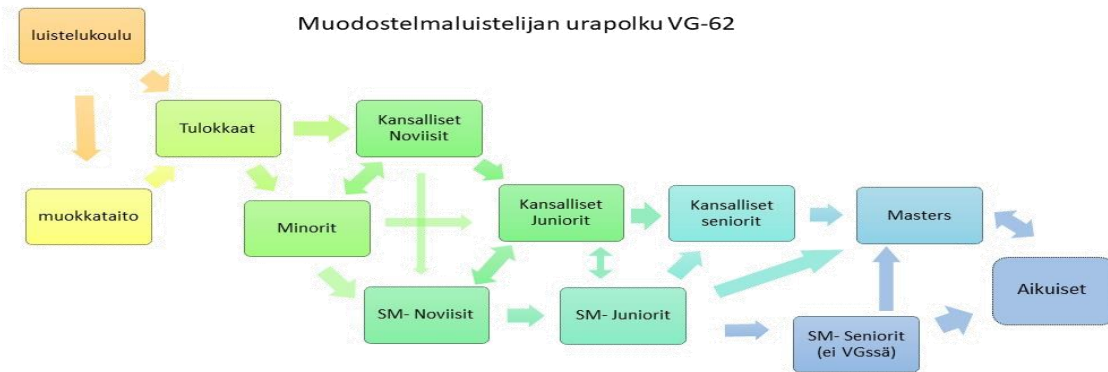 Muodostelmaluistelijan urapolku VG-62
luistelukoulu
Tulokkaat
Kansalliset
Noviisit
muokkataito
Minorit
Kansalliset
Juniorit
Kansalliset
seniorit
Masters
Aikuiset
SM- Noviisit
SM- Juniorit
SM- Seniorit
(ei VGssä)